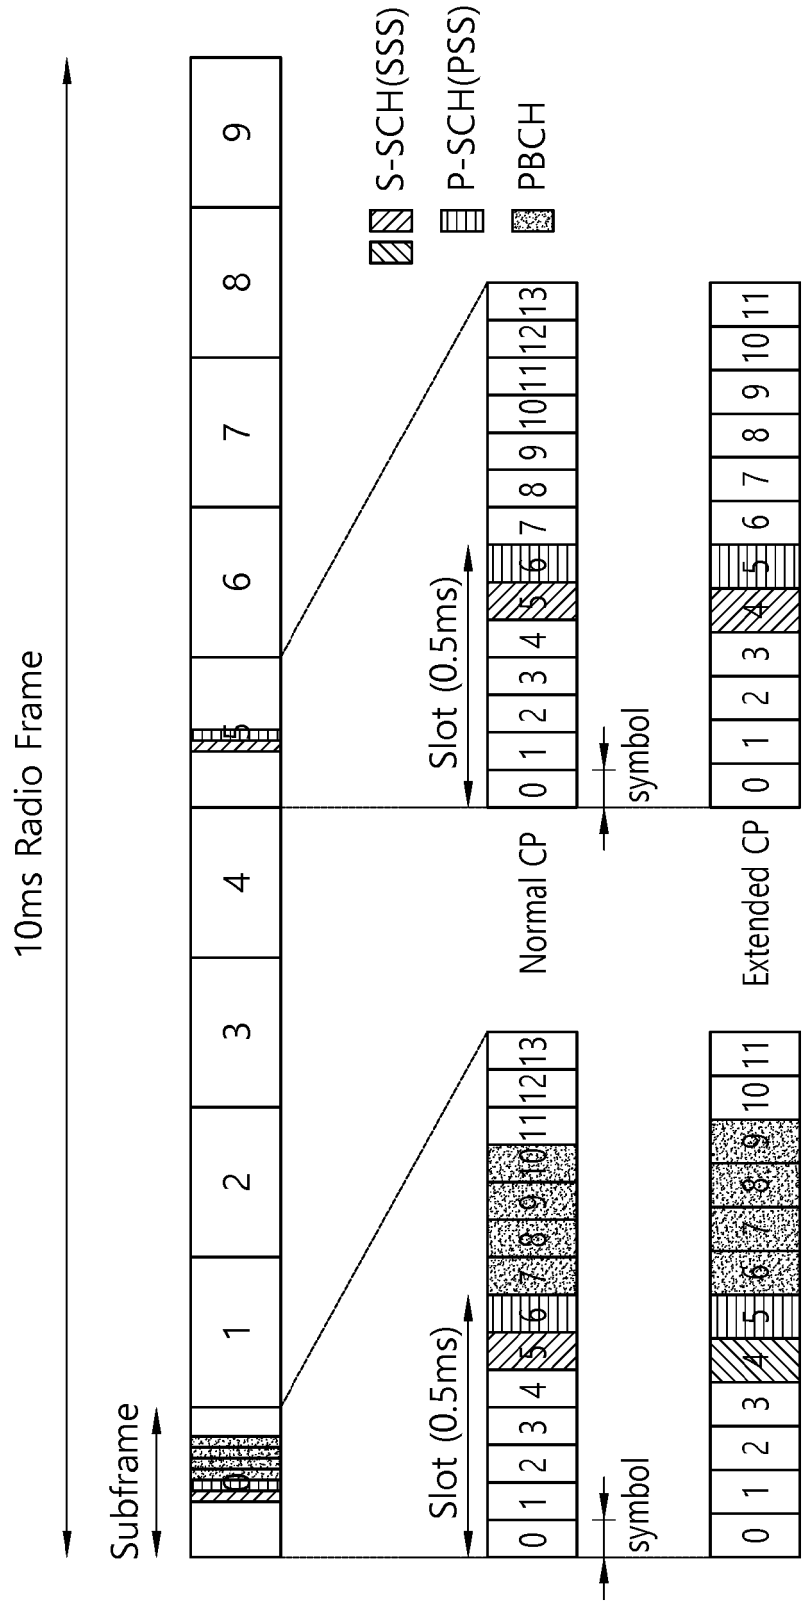 10ms Radio Frame
Subframe
0 1 2 3 4 5 6 7 8 9
S-SCH(SSS)
P-SCH(PSS)
PBCH
Slot (0.5ms)
Slot (0.5ms)
0 1 2 3 4 5 6 7 8 9 10 11 12 13
Normal CP
0 1 2 3 4 5 6 7 8 9 10 11 12 13
symbol
symbol
0 1 2 3 4 5 6 7 8 9 10 11
Extended CP
0 1 2 3 4 5 6 7 8 9 10 11